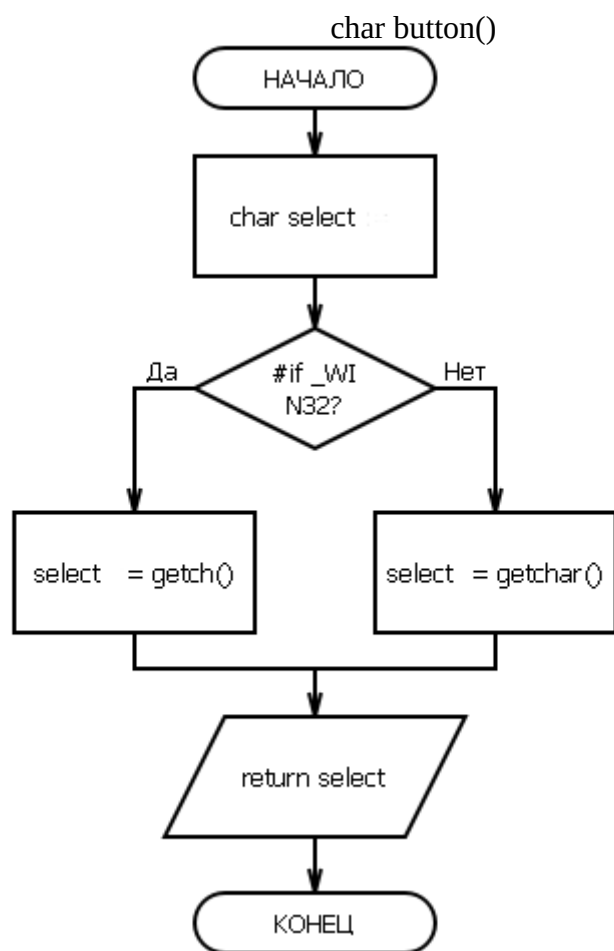 char button()
НАЧАЛО
char select
#if _WI
N32?
Да
Нет
select = getch()
select = getchar()
return select
КОНЕЦ